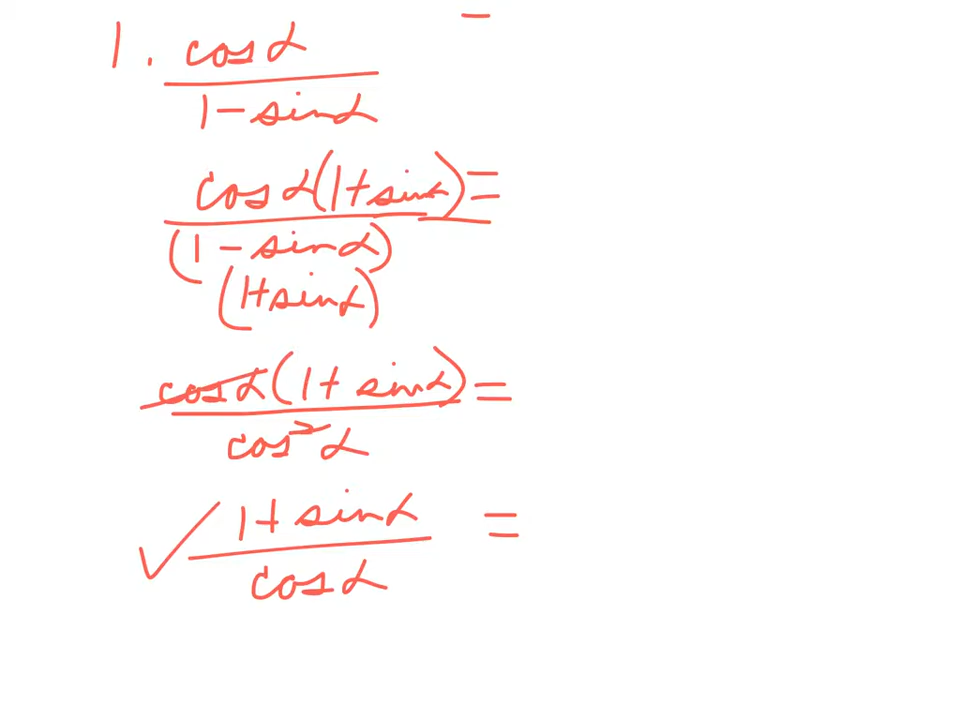 =
1. cos α
1 - sin α
cos α(1 + sin α) =
(1 - sin α)
(1 + sin α)
cos α(1 + sin α) =
cos² α
✓ 1 + sin α =
cos α